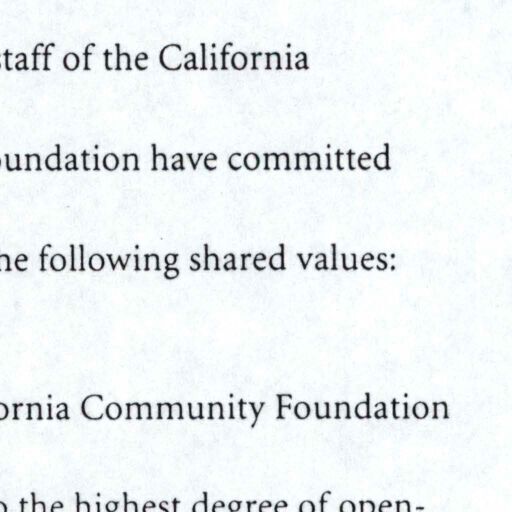 staff of the California
oundation have committed
he following shared values:
ornia Community Foundation
o the highest degree of open-